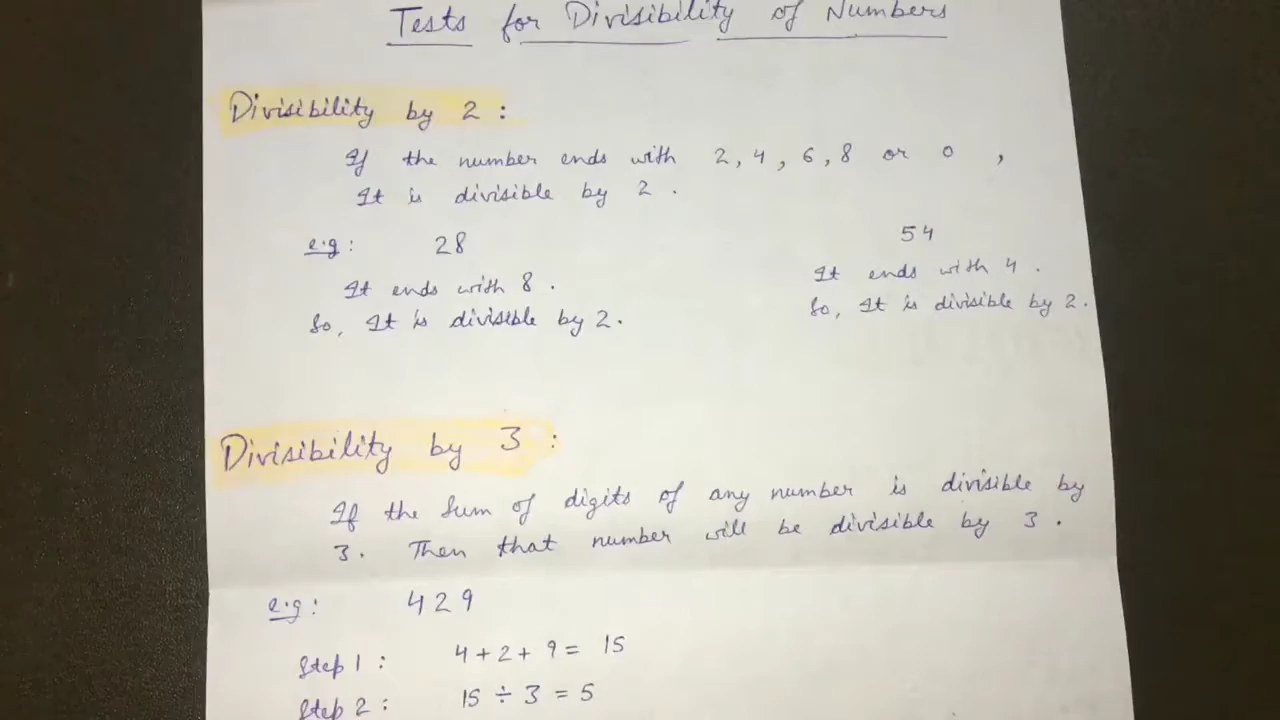 Tests for Divisibility of Numbers
Divisibility by 2 :
If the number ends with 2, 4, 6, 8 or 0 ,
It is divisible by 2 .
e.g : 28
It ends with 8 .
So, It is divisible by 2.
54
It ends with 4 .
So, It is divisible by 2.
Divisibility by 3 :
If the Sum of digits of any number is divisible by
3. Then that number will be divisible by 3 .
e.g : 429
Step 1 : 4 + 2 + 9 = 15
Step 2 : 15 ÷ 3 = 5